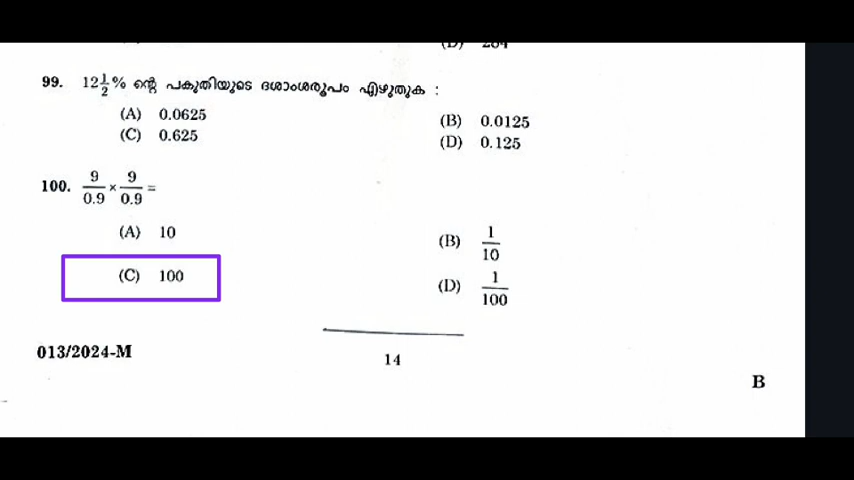 99. 12½% ന്റെ പകുതിയുടെ ദശാംശരൂപം എഴുതുക :
(A) 0.0625 (B) 0.0125
(C) 0.625 (D) 0.125
100. 9/0.9 × 9/0.9 =
(A) 10 (B) 1/10
(C) 100 (D) 1/100
013/2024-M 14
B